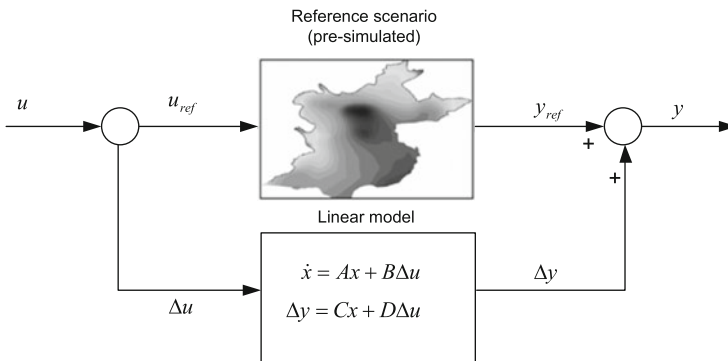 Reference scenario
(pre-simulated)
u
u_ref
y_ref
y
+
+
Linear model
ẋ = Ax + BΔu
Δy = Cx + DΔu
Δu
Δy